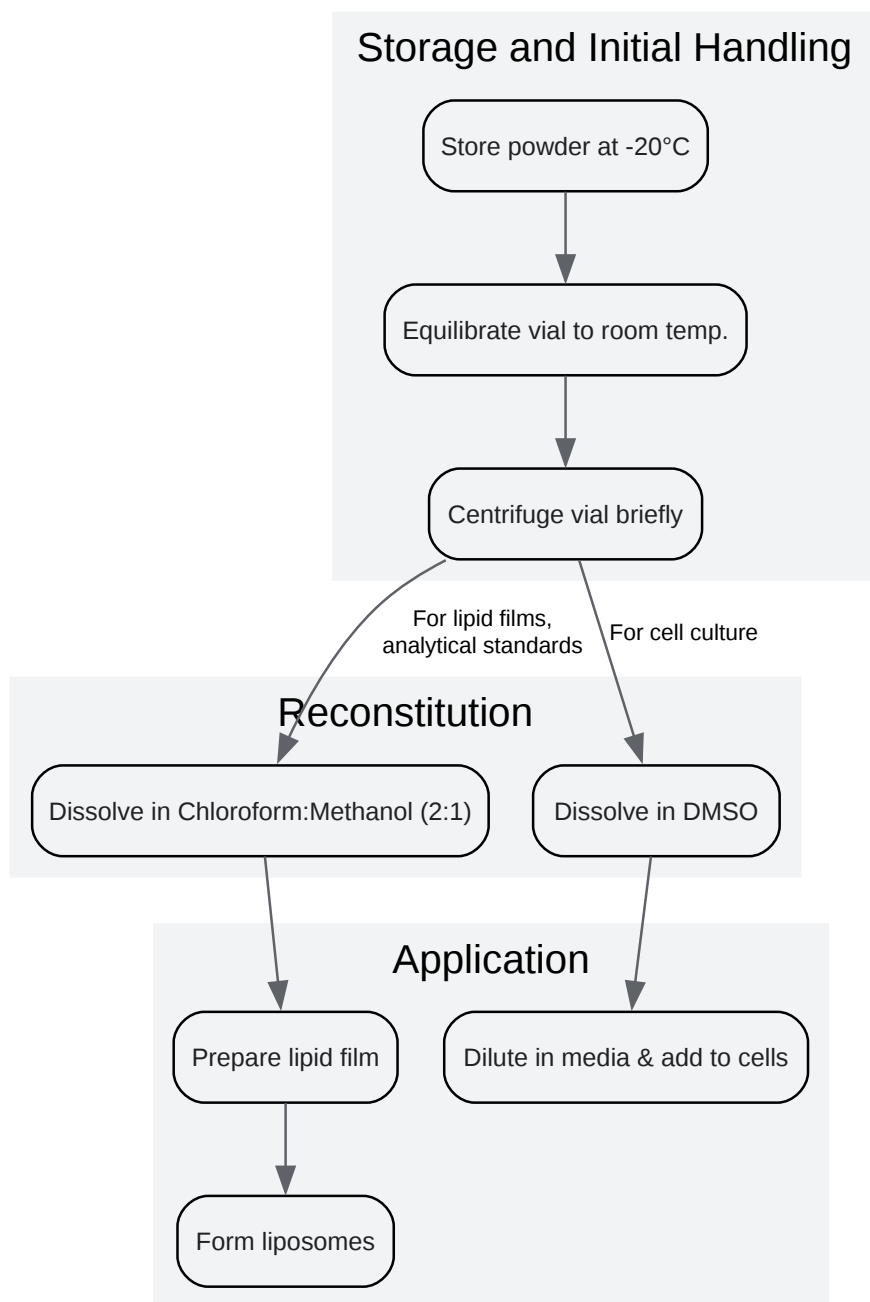 Storage and Initial Handling
Store powder at -20°C
Equilibrate vial to room temp.
Centrifuge vial briefly
For lipid films,
analytical standards
For cell culture
Reconstitution
Dissolve in Chloroform:Methanol (2:1)
Dissolve in DMSO
Application
Prepare lipid film
Dilute in media & add to cells
Form liposomes